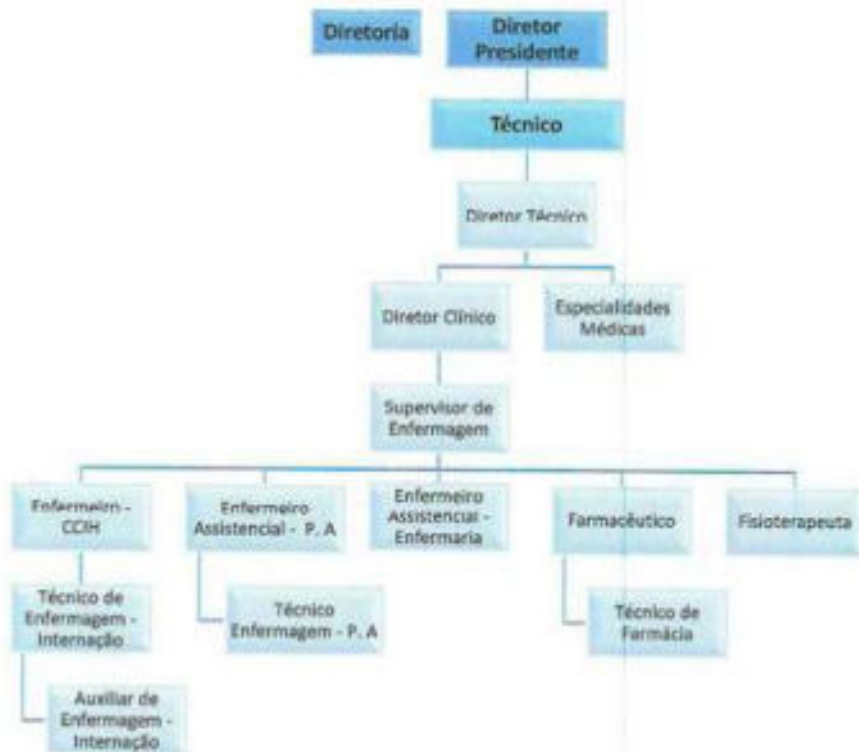 Diretoria
Diretor
Presidente
Técnico
Diretor Técnico
Diretor Clínico
Especialidades
Médicas
Supervisor de
Enfermagem
Enfermeiro -
CCIH
Enfermeiro
Assistencial - P. A
Enfermeiro
Assistencial -
Enfermaria
Farmacêutico
Fisioterapeuta
Técnico de
Enfermagem -
Internação
Técnico
Enfermagem - P. A
Técnico de
Farmácia
Auxiliar de
Enfermagem -
Internação